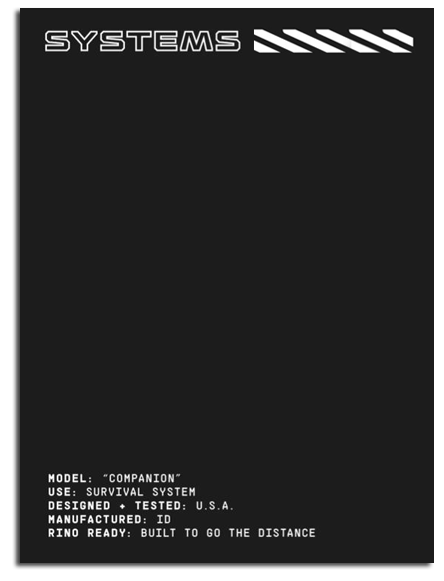 SYSTEMS
MODEL: “COMPANION”
USE: SURVIVAL SYSTEM
DESIGNED + TESTED: U.S.A.
MANUFACTURED: ID
RINO READY: BUILT TO GO THE DISTANCE